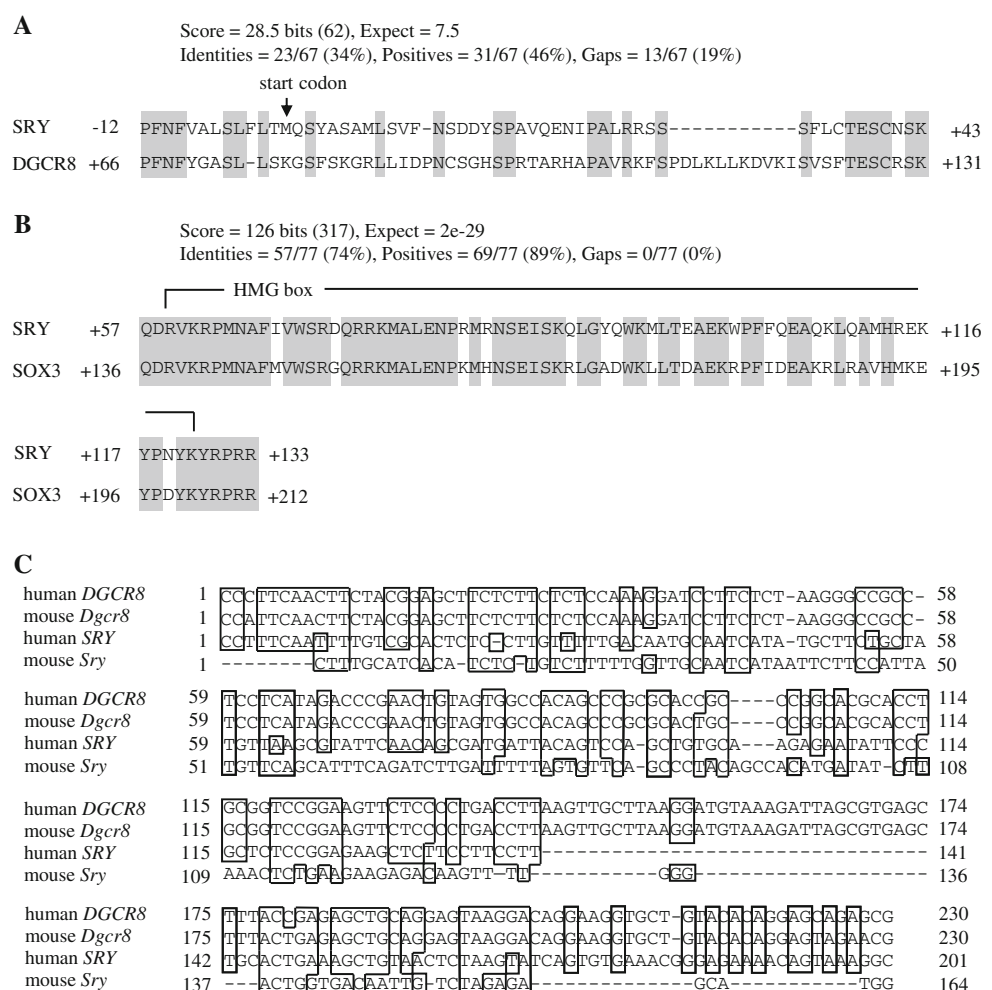 A
Score = 28.5 bits (62), Expect = 7.5
Identities = 23/67 (34%), Positives = 31/67 (46%), Gaps = 13/67 (19%)
start codon
SRY -12 PFNFVALSLFLTMQSYASAMLSVF-NSDDYSPAVQENIPALRRSS-----------SFLCTESCNSK +43
DGCR8 +66 PFNFYGASL-LSKGSFSKGRLLIDPNCSGHSPRTARHAPAVRKFSPDLKLLKDVKISVSFTESCRSK +131
B
Score = 126 bits (317), Expect = 2e-29
Identities = 57/77 (74%), Positives = 69/77 (89%), Gaps = 0/77 (0%)
HMG box
SRY +57 QDRVKRPMNAFIVWSRDQRRKMALENPRMRNSEISKQLGYQWKMLTEAEKWPFFQEAQKLQAMHREK +116
SOX3 +136 QDRVKRPMNAFMVWSRGQRRKMALENPKMHNSEISKRLGADWKLLTDAEKRPFIDEAKRLRAVHMKE +195
SRY +117 YPNYKYRPRR +133
SOX3 +196 YPDYKYRPRR +212
C
human DGCR8 1 CCCTTCAACTTCTACGGAGCTTCTCTTCTCTCCAAAGGATCCTTCTCT-AAGGGCCGCC- 58
mouse Dgcr8 1 CCATTCAACTTCTACGGAGCTTCTCTTCTCTCCAAAGGATCCTTCTCT-AAGGGCCGCC- 58
human SRY 1 CCTTTCAATTTTGTCGCACTCTC-CTTGTTTTTGACAATGCAATCATA-TGCTTCTGCTA 58
mouse Sry 1 --------CTTTGCATCACA-TCTC-TGTCTTTTTGGTTGCAATCATAATTCTTCCATTA 50
human DGCR8 59 TCCTCATAGACCCGAACTGTAGTGGCCACAGCCCGCGCACCGC----CCGGCACGCACCT 114
mouse Dgcr8 59 TCCTCATAGACCCGAACTGTAGTGGCCACAGCCCGCGCACTGC----CCGGCACGCACCT 114
human SRY 59 TGTTAAGCGTATTCAACAGCGATGATTACAGTCCA-GCTGTGCA---AGAGAATATTCCC 114
mouse Sry 51 TGTTCAGCATTTCAGATCTTGATTTTTAGTGTTCA-GCCCTACAGCCACATGATAT-CTT 108
human DGCR8 115 GCGGTCCGGAAGTTCTCCCCTGACCTTAAGTTGCTTAAGGATGTAAAGATTAGCGTGAGC 174
mouse Dgcr8 115 GCGGTCCGGAAGTTCTCCCCTGACCTTAAGTTGCTTAAGGATGTAAAGATTAGCGTGAGC 174
human SRY 115 GCTCTCCGGAGAAGCTCTTCCTTCCTT--------------------------------- 141
mouse Sry 109 AAACTCTGAAGAAGAGACAAGTT-TT-----------GGG-------------------- 136
human DGCR8 175 TTTACCGAGAGCTGCAGGAGTAAGGACAGGAAGGTGCT-GTACACAGGAGCAGAGCG 230
mouse Dgcr8 175 TTTACTGAGAGCTGCAGGAGTAAGGACAGGAAGGTGCT-GTACACAGGAGTAGAACG 230
human SRY 142 TGCACTGAAAGCTGTAACTCTAAGTATCAGTGTGAAACGGGAGAAAACAGTAAAGGC 201
mouse Sry 137 ---ACTGGTGACAATTG-TCTAGAGA--------------GCA-----------TGG 164